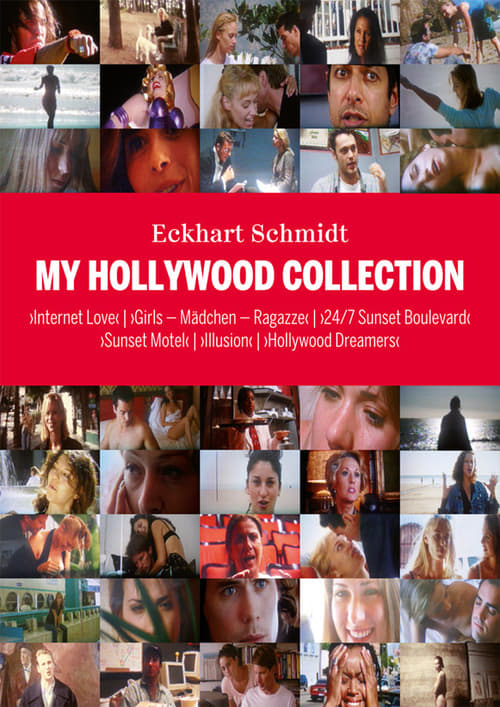 Eckhart Schmidt
MY HOLLYWOOD COLLECTION
›Internet Love‹ | ›Girls – Mädchen – Ragazze‹ | ›24/7 Sunset Boulevard‹
›Sunset Motel‹ | ›Illusion‹ | ›Hollywood Dreamers‹